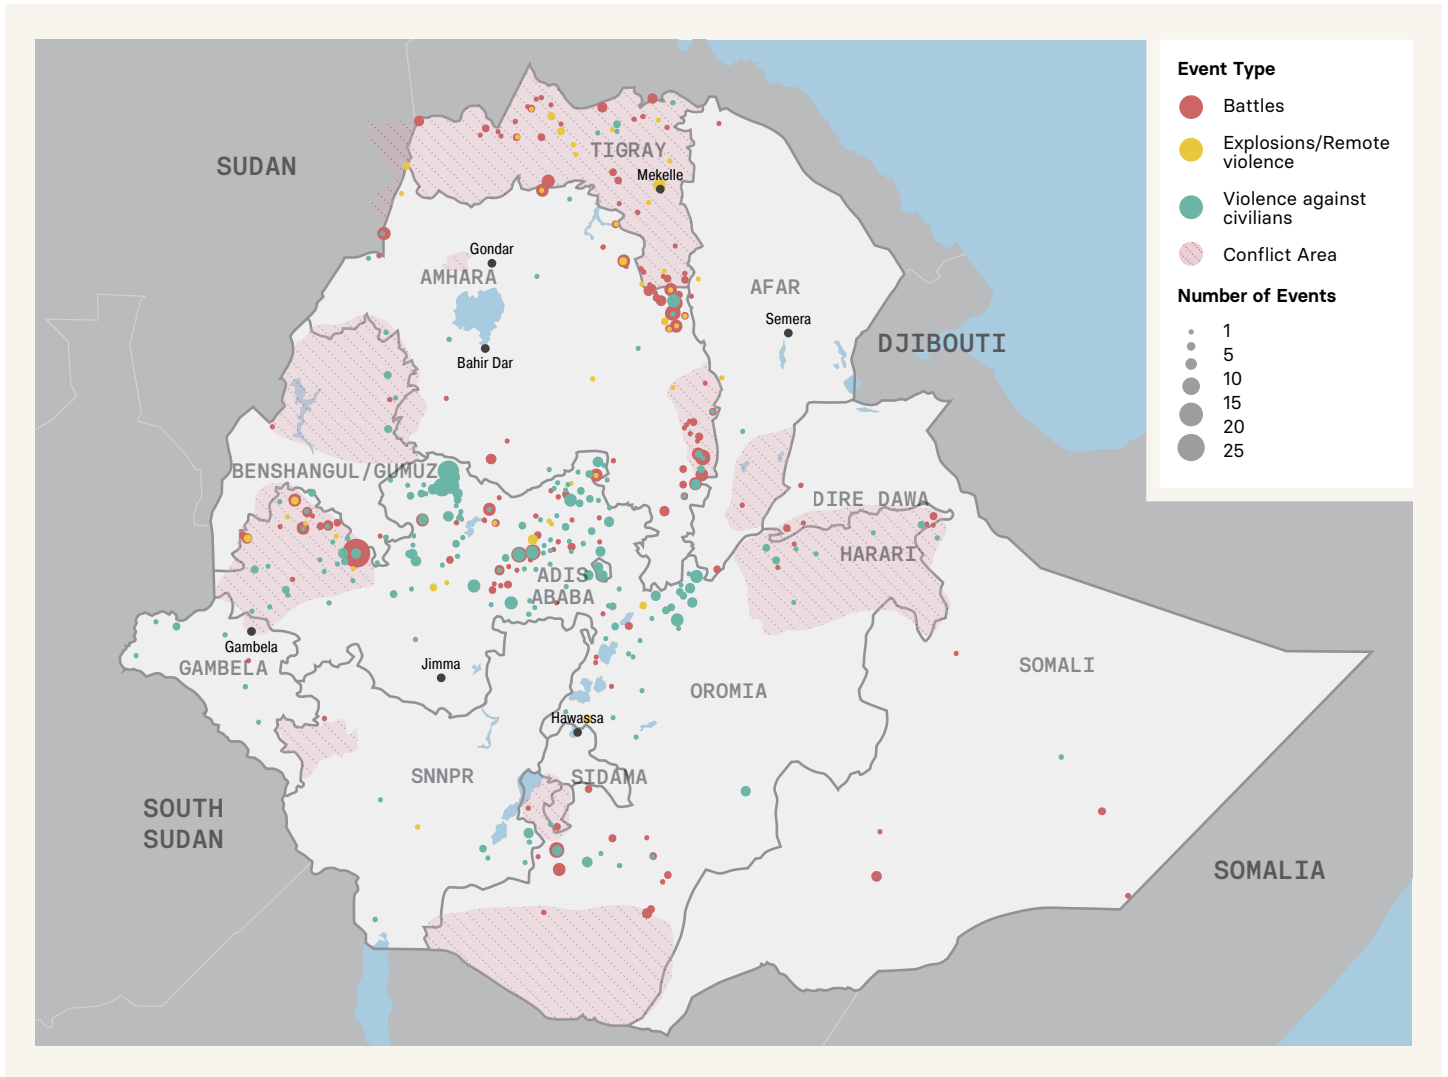 Event Type
Battles
Explosions/Remote
violence
Violence against
civilians
Conflict Area
Number of Events
1
5
10
15
20
25
SUDAN
TIGRAY
Mekelle
Gondar
AMHARA
AFAR
Semera
DJIBOUTI
Bahir Dar
BENSHANGUL/GUMUZ
DIRE DAWA
HARARI
ADIS
ABABA
Gambela
GAMBELA
Jimma
SOMALI
OROMIA
Hawassa
SNNPR
SIDAMA
SOUTH
SUDAN
SOMALIA